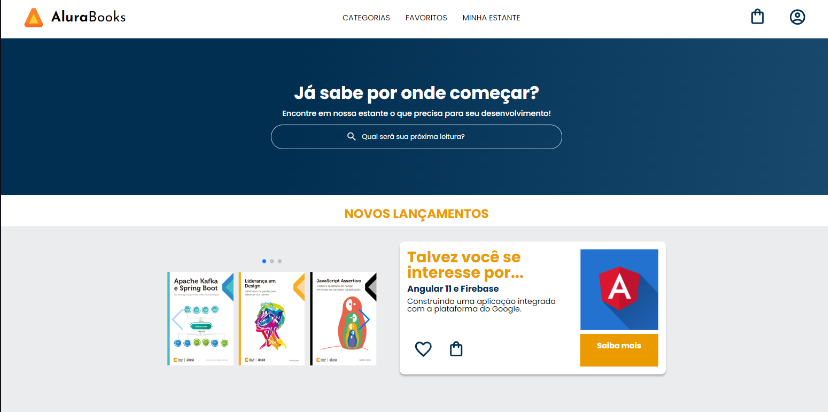 AluraBooks
CATEGORIAS FAVORITOS MINHA ESTANTE
Já sabe por onde começar?
Encontre em nossa estante o que precisa para seu desenvolvimento!
Qual será sua próxima leitura?
NOVOS LANÇAMENTOS
Apache Kafka
e Spring Boot
Liderança em
Design
JavaScript Assertivo
Talvez você se
interesse por...
Angular 11 e Firebase
Construindo uma aplicação integrada
com a plataforma do Google.
A
Saiba mais